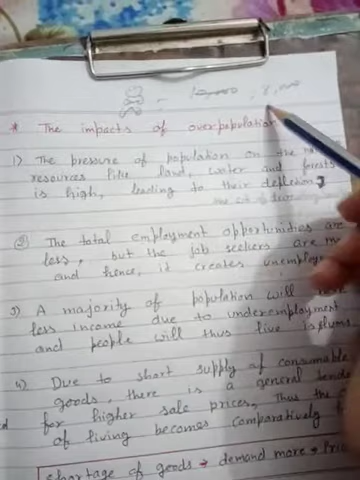 10,000 , 8,000
* The impacts of overpopulation
1) The pressure of population on the
resources like land, water and forests
is high, leading to their depletion
② The total employment opportunities are
less, but the job seekers are
and hence, it creates
3) A majority of population will
less income due to underemployment
and people will thus live in slums
4) Due to short supply of consumable
goods, there is a general
for higher sale prices, Thus the
of living becomes comparatively
Shortage of goods → demand more →